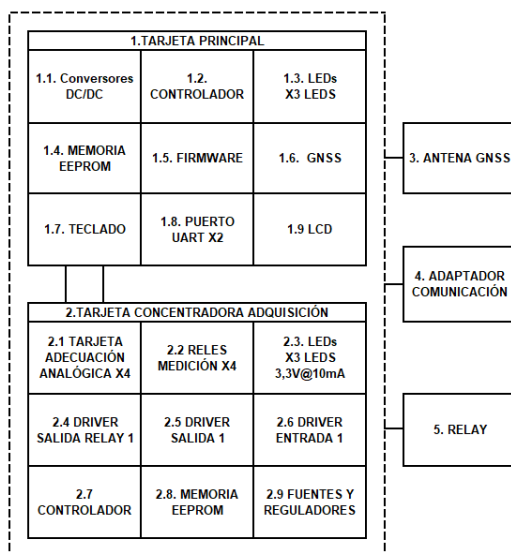 1.TARJETA PRINCIPAL
1.1. Conversores
DC/DC
1.2.
CONTROLADOR
1.3. LEDs
X3 LEDS
1.4. MEMORIA
EEPROM
1.5. FIRMWARE
1.6. GNSS
1.7. TECLADO
1.8. PUERTO
UART X2
1.9 LCD
2.TARJETA CONCENTRADORA ADQUISICIÓN
2.1 TARJETA
ADECUACIÓN
ANALÓGICA X4
2.2 RELES
MEDICIÓN X4
2.3. LEDs
X3 LEDS
3,3V@10mA
2.4 DRIVER
SALIDA RELAY 1
2.5 DRIVER
SALIDA 1
2.6 DRIVER
ENTRADA 1
2.7
CONTROLADOR
2.8. MEMORIA
EEPROM
2.9 FUENTES Y
REGULADORES
3. ANTENA GNSS
4. ADAPTADOR
COMUNICACIÓN
5. RELAY